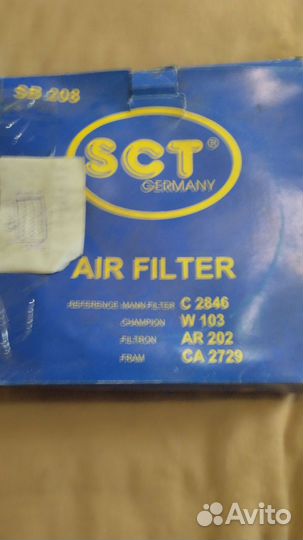 SB 208
SCT®
GERMANY
AIR FILTER
REFERENCE: MANN FILTER C 2846
CHAMPION W 103
FILTRON AR 202
FRAM CA 2729
Avito